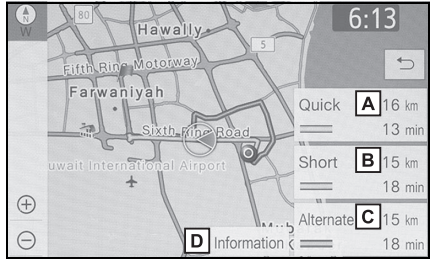 N
W
80
Hawally
6:13
5
Fifth Ring Motorway
Farwaniyah
Quick A 16 km
13 min
Sixth Ring Road
Short B 15 km
18 min
uwait International Airport
Alternate C 15 km
18 min
Mub
D Information